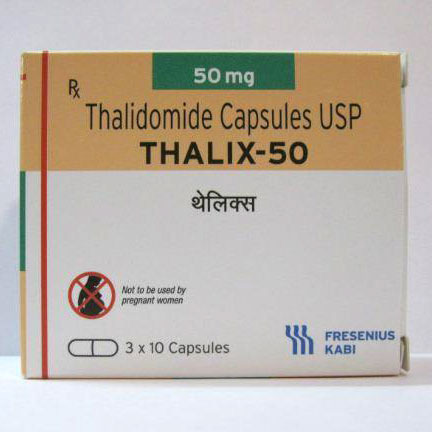 50 mg
Rx
Thalidomide Capsules USP
THALIX-50
थेलिक्स
Not to be used by
pregnant women
3 x 10 Capsules
FRESENIUS
KABI